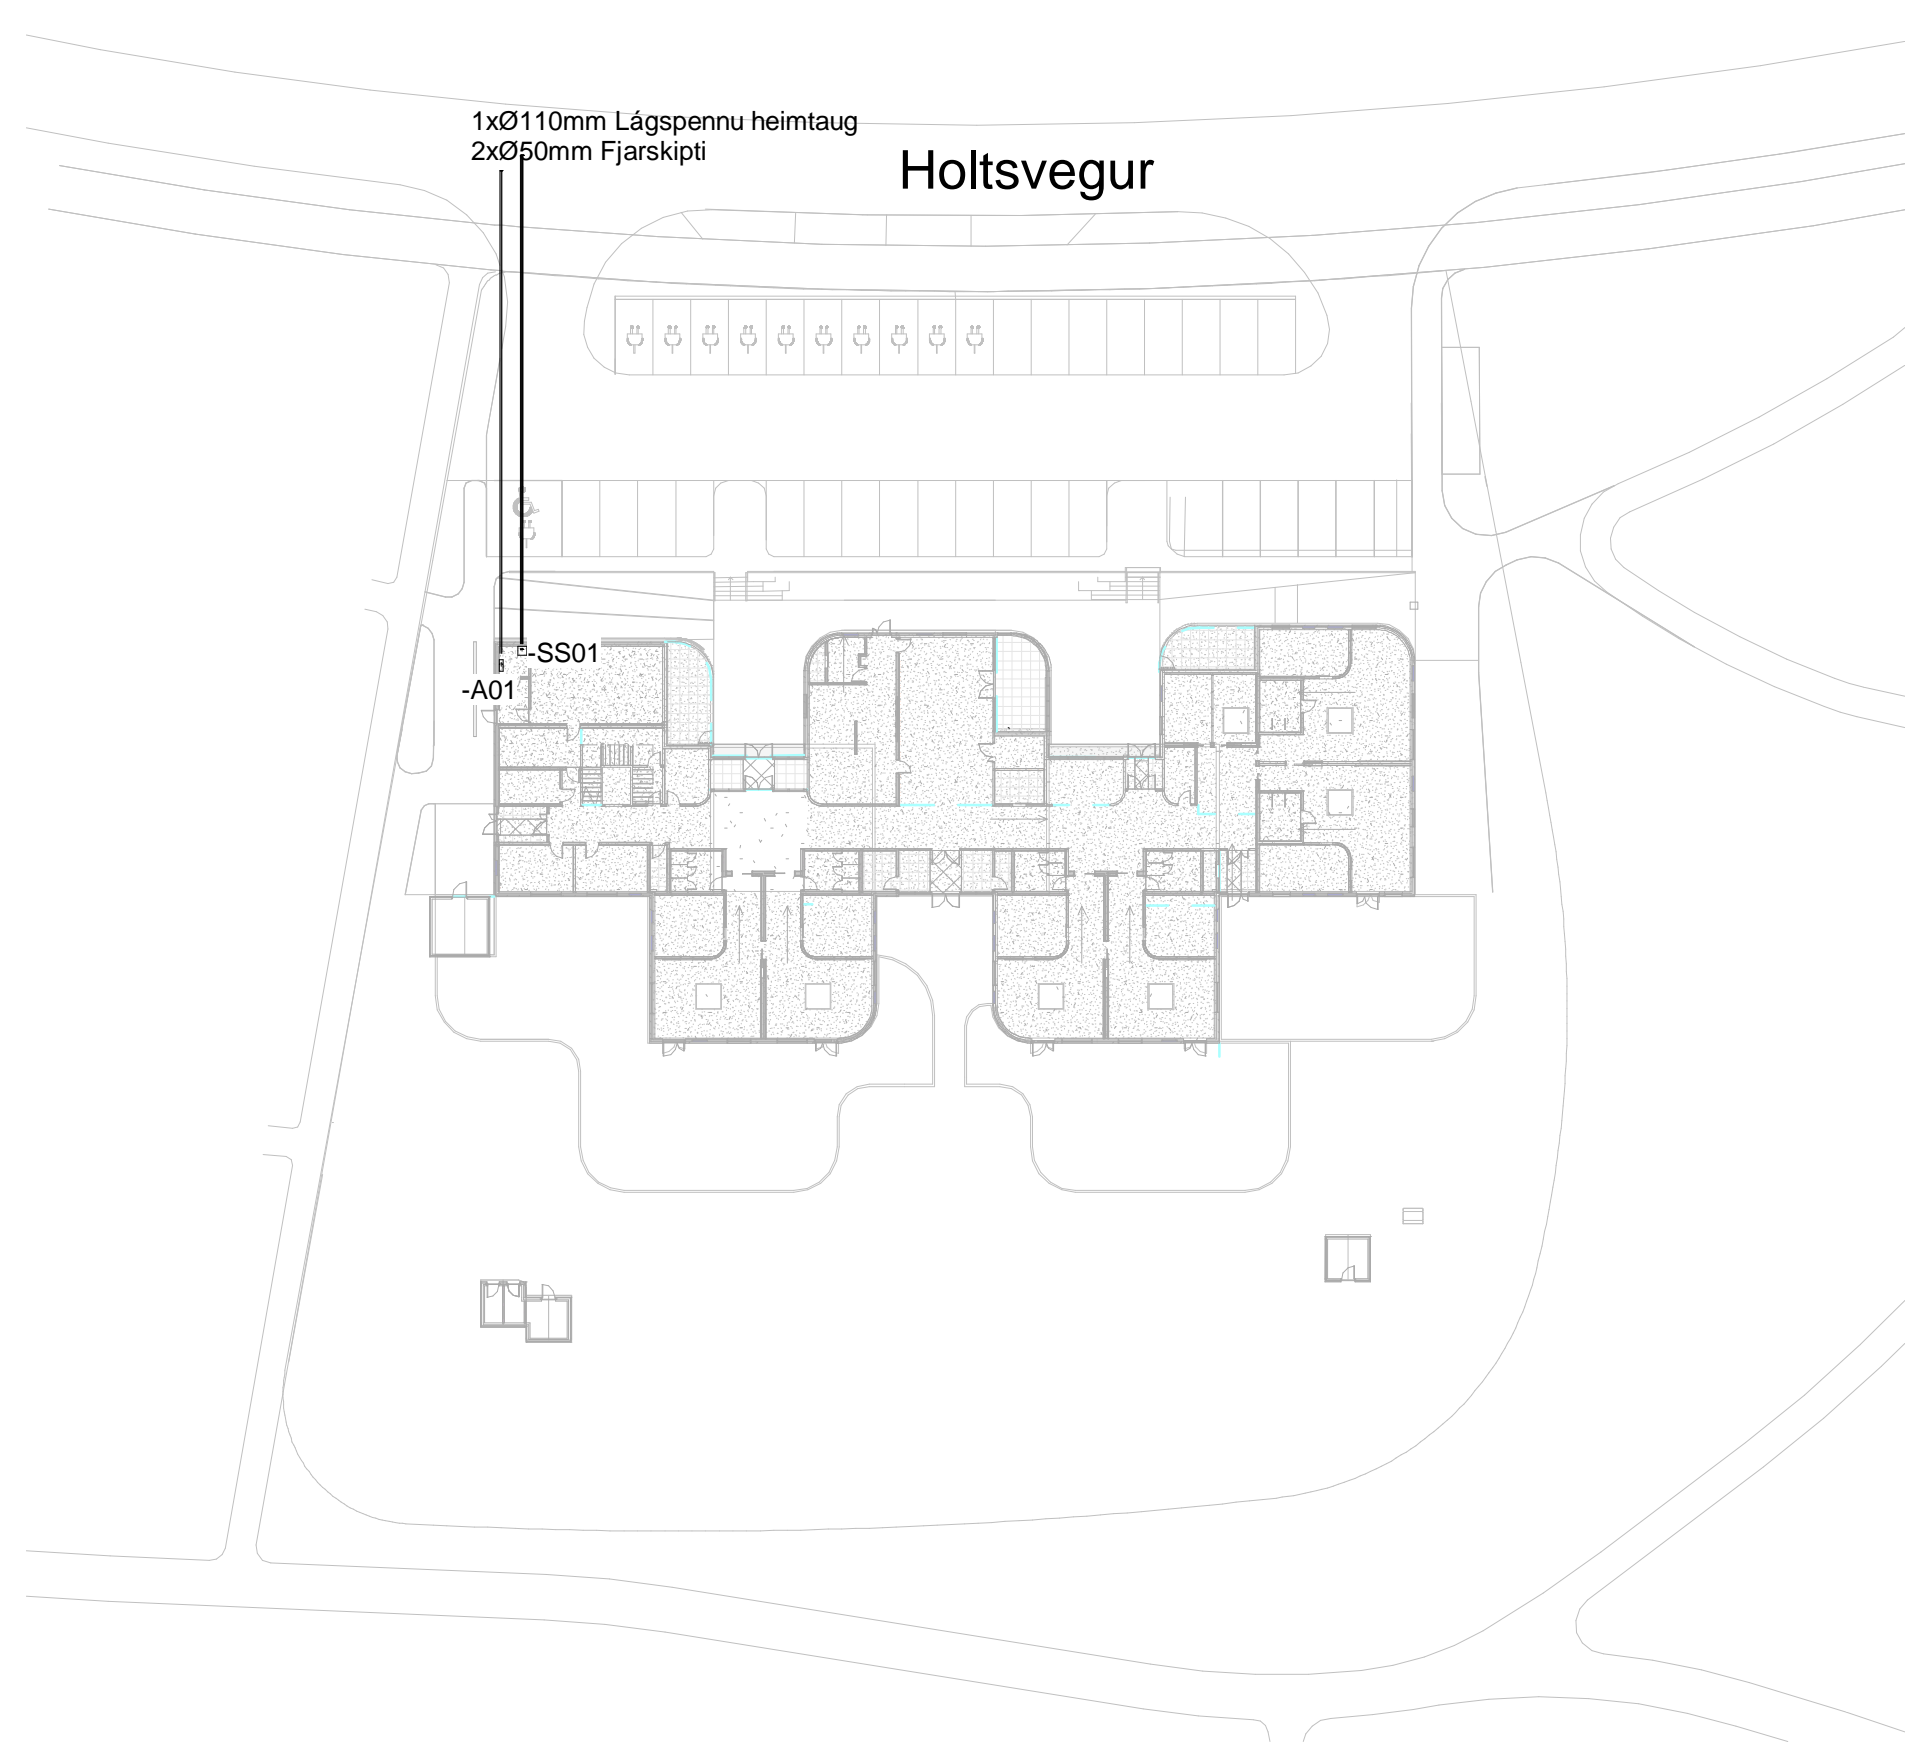 1xØ110mm Lágspennu heimtaug
2xØ50mm Fjarskipti
Holtsvegur
-SS01
-A01